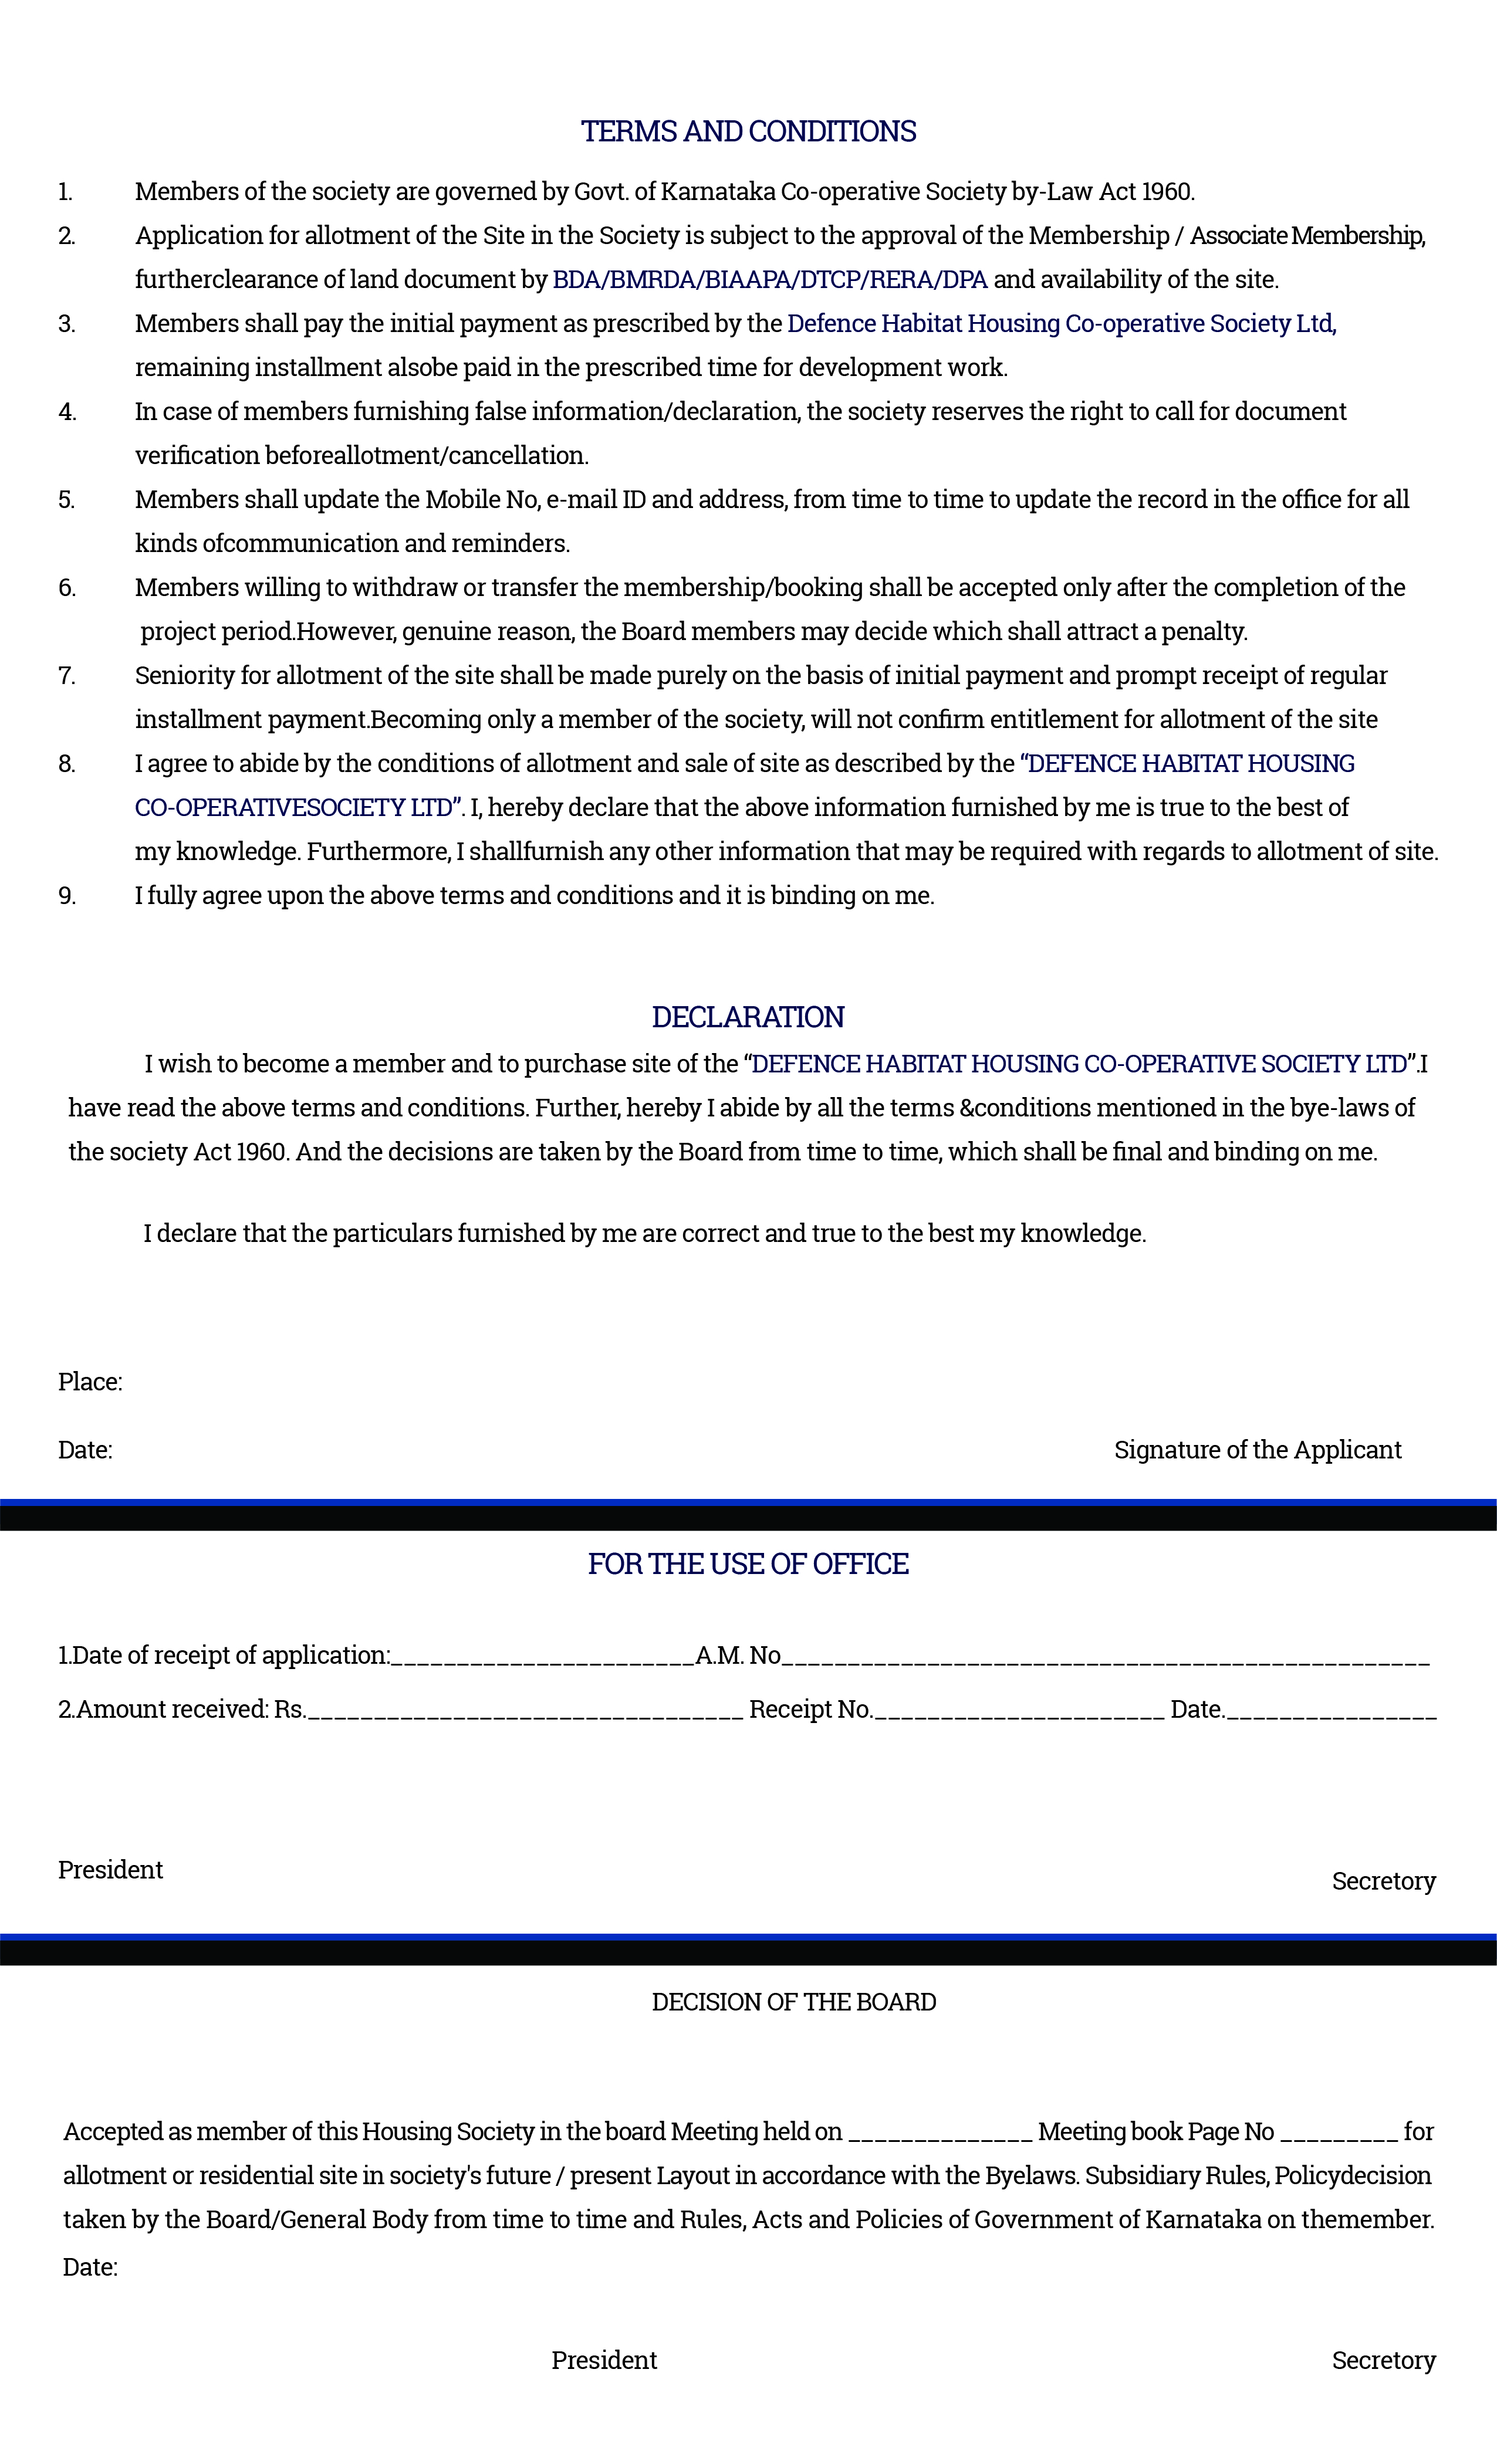 TERMS AND CONDITIONS
1. Members of the society are governed by Govt. of Karnataka Co-operative Society by-Law Act 1960.
2. Application for allotment of the Site in the Society is subject to the approval of the Membership / Associate Membership,
furtherclearance of land document by BDA/BMRDA/BIAAPA/DTCP/RERA/DPA and availability of the site.
3. Members shall pay the initial payment as prescribed by the Defence Habitat Housing Co-operative Society Ltd,
remaining installment alsobe paid in the prescribed time for development work.
4. In case of members furnishing false information/declaration, the society reserves the right to call for document
verification beforeallotment/cancellation.
5. Members shall update the Mobile No, e-mail ID and address, from time to time to update the record in the office for all
kinds ofcommunication and reminders.
6. Members willing to withdraw or transfer the membership/booking shall be accepted only after the completion of the
project period.However, genuine reason, the Board members may decide which shall attract a penalty.
7. Seniority for allotment of the site shall be made purely on the basis of initial payment and prompt receipt of regular
installment payment.Becoming only a member of the society, will not confirm entitlement for allotment of the site
8. I agree to abide by the conditions of allotment and sale of site as described by the “DEFENCE HABITAT HOUSING
CO-OPERATIVESOCIETY LTD”. I, hereby declare that the above information furnished by me is true to the best of
my knowledge. Furthermore, I shallfurnish any other information that may be required with regards to allotment of site.
9. I fully agree upon the above terms and conditions and it is binding on me.
DECLARATION
I wish to become a member and to purchase site of the “DEFENCE HABITAT HOUSING CO-OPERATIVE SOCIETY LTD”.I
have read the above terms and conditions. Further, hereby I abide by all the terms &conditions mentioned in the bye-laws of
the society Act 1960. And the decisions are taken by the Board from time to time, which shall be final and binding on me.
I declare that the particulars furnished by me are correct and true to the best my knowledge.
Place:
Date: Signature of the Applicant
FOR THE USE OF OFFICE
1.Date of receipt of application:_______________________A.M. No_________________________________________________
2.Amount received: Rs._________________________________ Receipt No.______________________ Date.________________
President Secretory
DECISION OF THE BOARD
Accepted as member of this Housing Society in the board Meeting held on ______________ Meeting book Page No _________ for
allotment or residential site in society's future / present Layout in accordance with the Byelaws. Subsidiary Rules, Policydecision
taken by the Board/General Body from time to time and Rules, Acts and Policies of Government of Karnataka on themember.
Date:
President Secretory